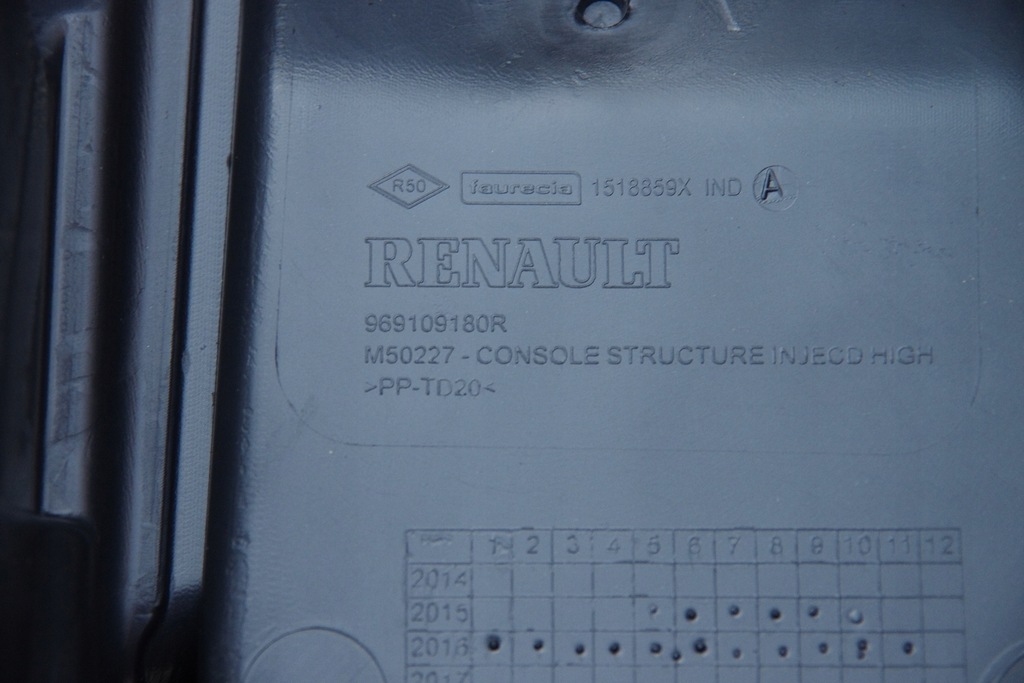 R50 faurecia 1518859X IND A
RENAULT
969109180R
M50227 - CONSOLE STRUCTURE INJECD HIGH
>PP-TD20<
1 2 3 4 5 6 7 8 9 10 11 12
2014
2015
2016
2017